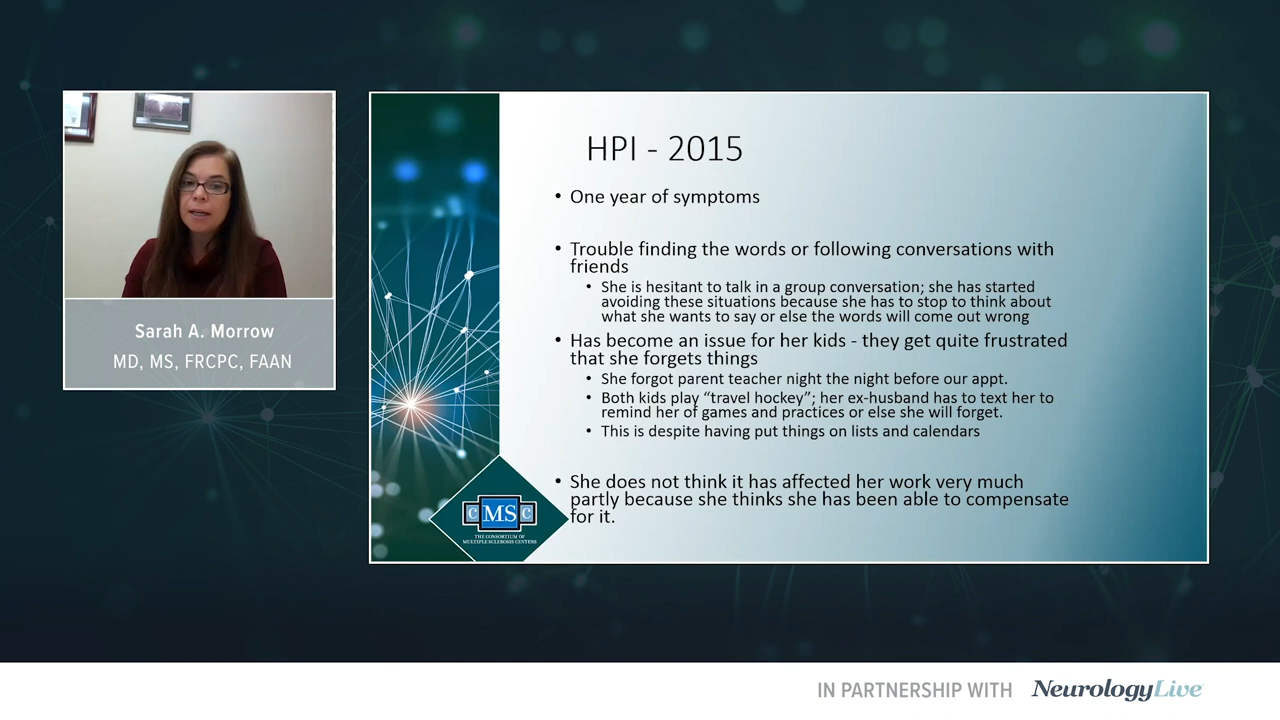 Sarah A. Morrow
MD, MS, FRCPC, FAAN
HPI - 2015
• One year of symptoms
• Trouble finding the words or following conversations with
friends
• She is hesitant to talk in a group conversation; she has started
avoiding these situations because she has to stop to think about
what she wants to say or else the words will come out wrong
• Has become an issue for her kids - they get quite frustrated
that she forgets things
• She forgot parent teacher night the night before our appt.
• Both kids play “travel hockey”; her ex-husband has to text her to
remind her of games and practices or else she will forget.
• This is despite having put things on lists and calendars
• She does not think it has affected her work very much
partly because she thinks she has been able to compensate
for it.
CMSC
THE CONSORTIUM OF
MULTIPLE SCLEROSIS CENTERS
IN PARTNERSHIP WITH NeurologyLive